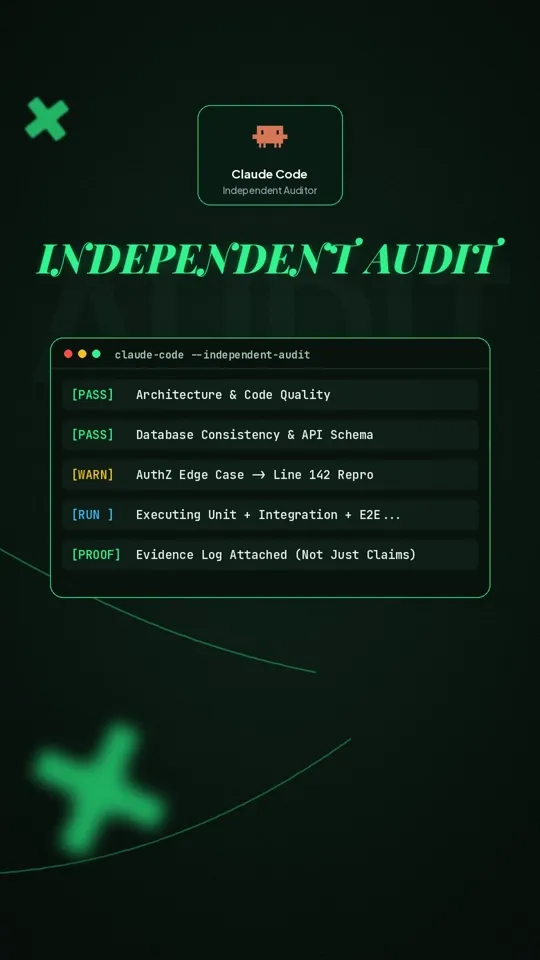 Claude Code
Independent Auditor
INDEPENDENT AUDIT
AUDIT
claude-code --independent-audit
[PASS] Architecture & Code Quality
[PASS] Database Consistency & API Schema
[WARN] AuthZ Edge Case → Line 142 Repro
[RUN ] Executing Unit + Integration + E2E...
[PROOF] Evidence Log Attached (Not Just Claims)